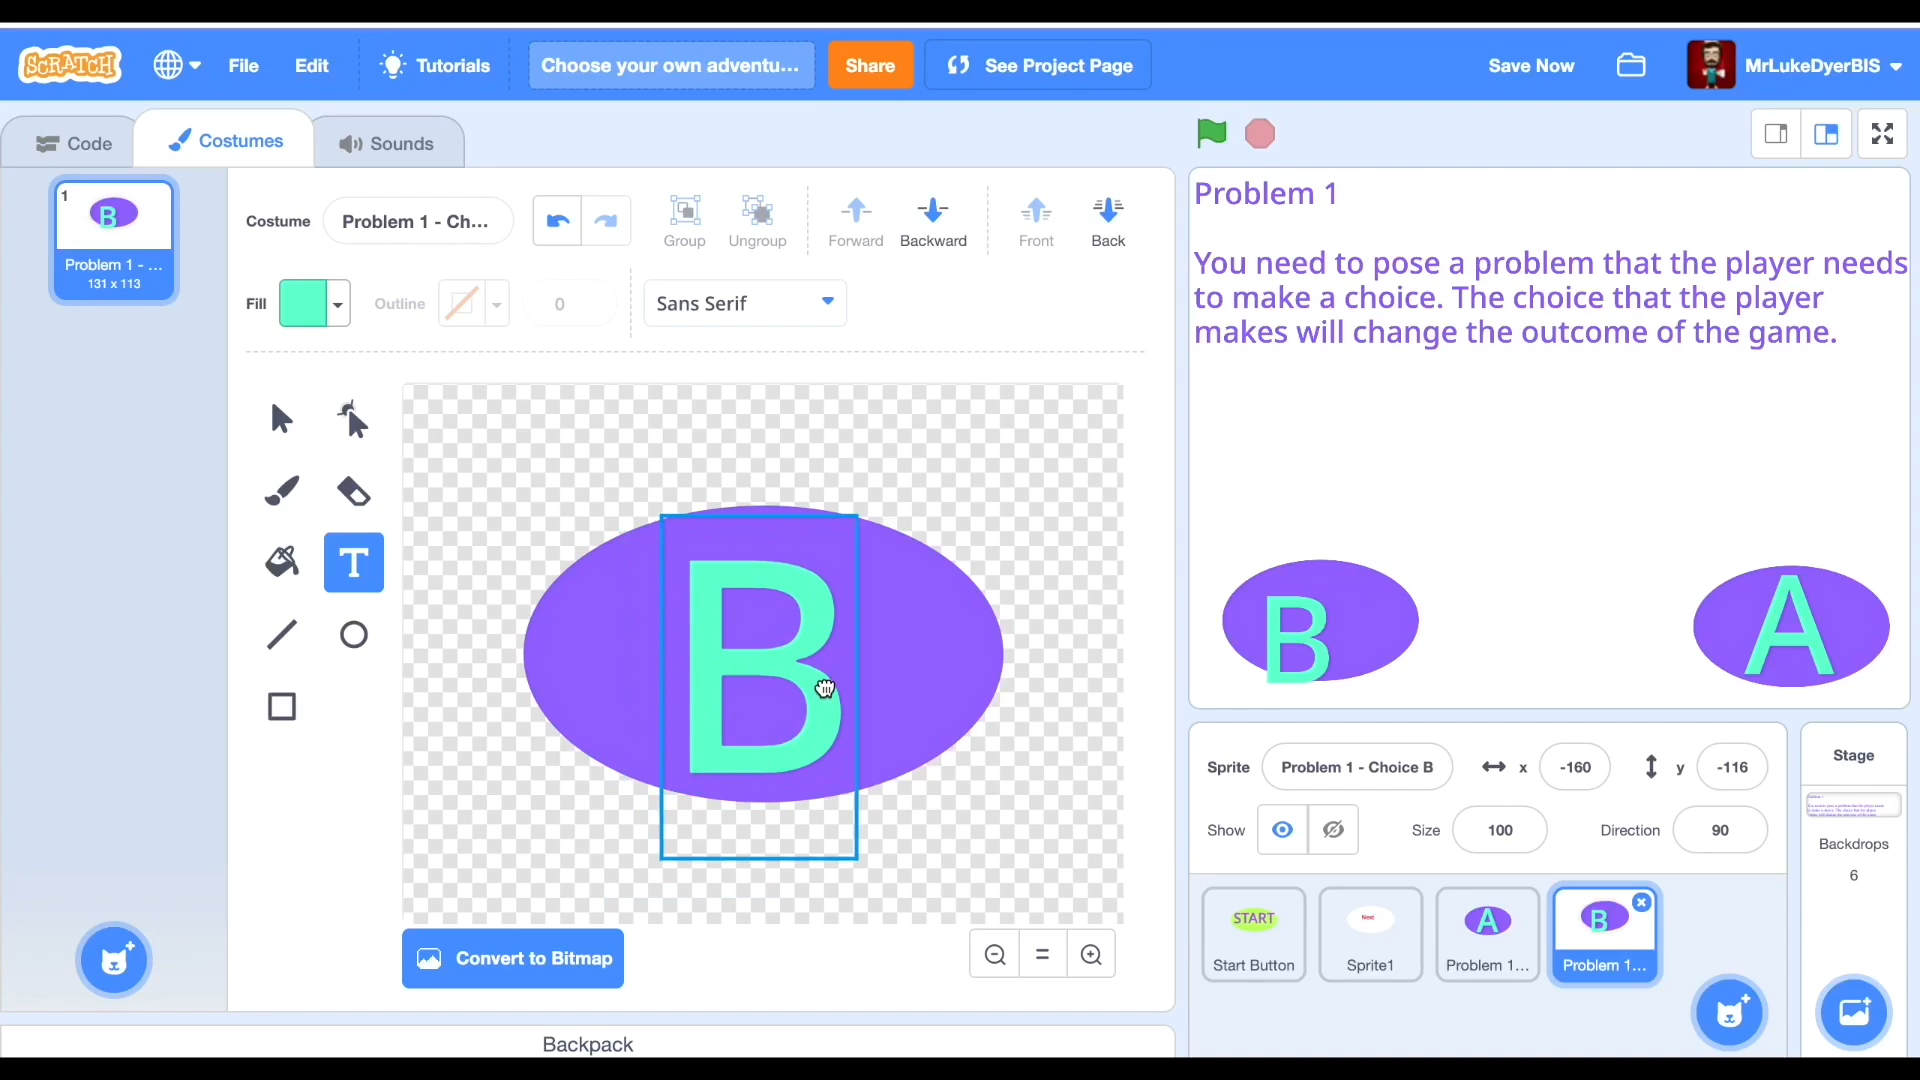 SCRATCH
File
Edit
Tutorials
Choose your own adventu...
Share
See Project Page
Save Now
MrLukeDyerBIS
Code
Costumes
Sounds
1
B
Problem 1 - ...
131 x 113
Costume
Problem 1 - Ch...
Group
Ungroup
Forward
Backward
Front
Back
Fill
Outline
0
Sans Serif
T
B
Convert to Bitmap
Backpack
Problem 1
You need to pose a problem that the player needs
to make a choice. The choice that the player
makes will change the outcome of the game.
B
A
Sprite
Problem 1 - Choice B
x
-160
y
-116
Show
Size
100
Direction
90
START
Start Button
Next
Sprite1
A
Problem 1...
B
Problem 1...
Stage
Backdrops
6